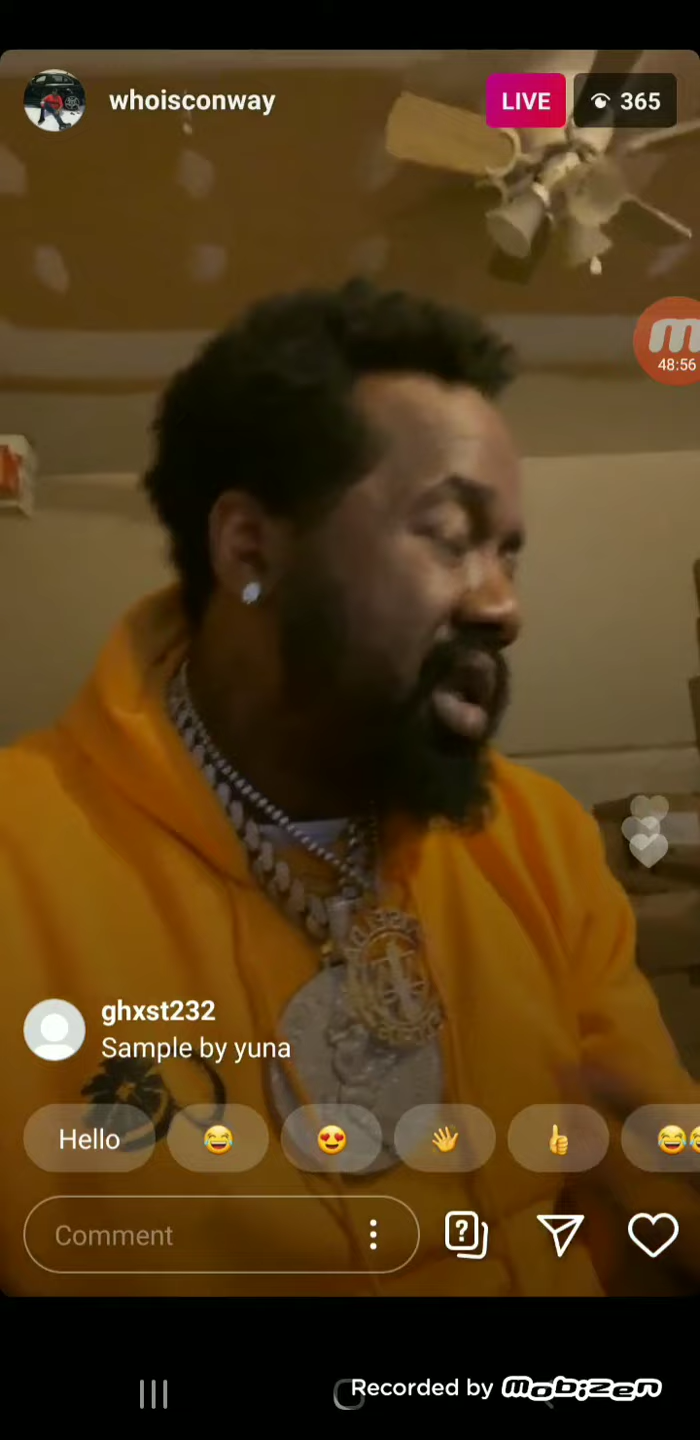 whoisconway
LIVE
365
48:56
ghxst232
Sample by yuna
Hello
Comment
Recorded by mobizen